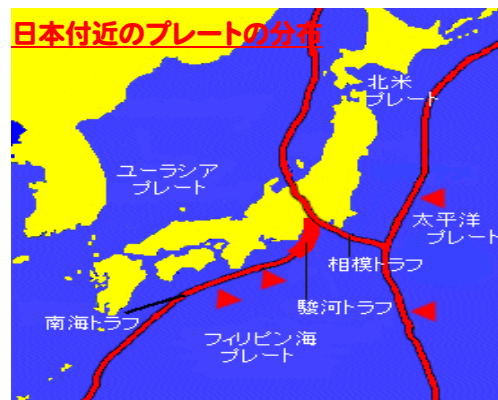 日本付近のプレートの分布
北米
プレート
ユーラシア
プレート
太平洋
プレート
相模トラフ
駿河トラフ
南海トラフ
フィリピン海
プレート